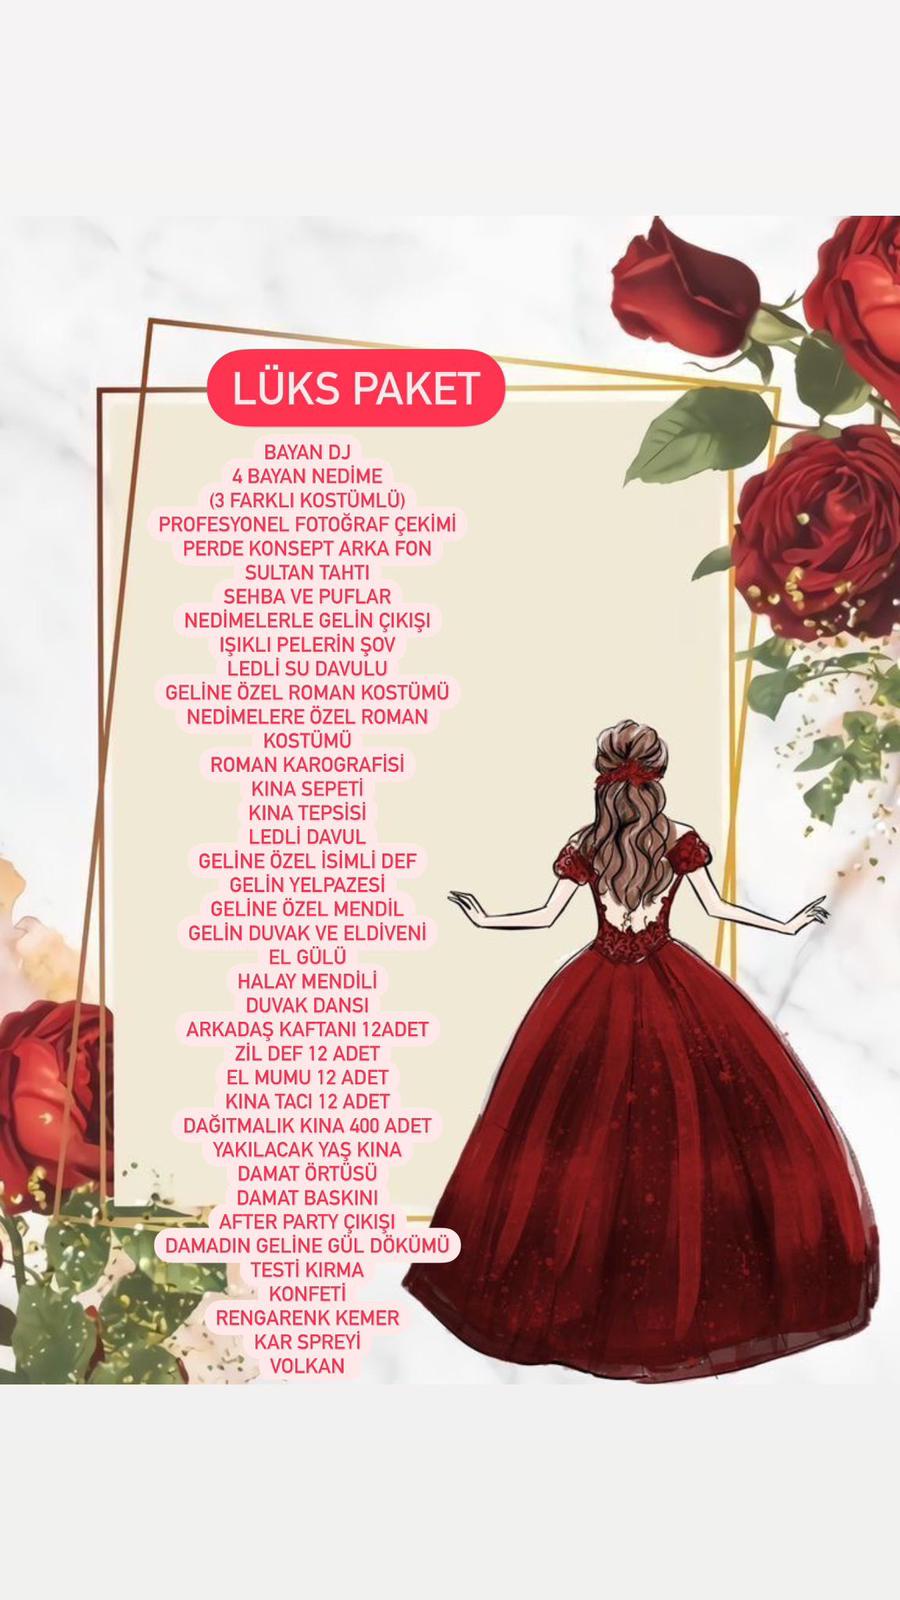 LÜKS PAKET
BAYAN DJ
4 BAYAN NEDİME
(3 FARKLI KOSTÜMLÜ)
PROFESYONEL FOTOĞRAF ÇEKİMİ
PERDE KONSEPT ARKA FON
SULTAN TAHTI
SEHBA VE PUFLAR
NEDİMELERLE GELİN ÇIKIŞI
IŞIKLI PELERİN ŞOV
LEDLİ SU DAVULU
GELİNE ÖZEL ROMAN KOSTÜMÜ
NEDİMELERE ÖZEL ROMAN
KOSTÜMÜ
ROMAN KAROGRAFİSİ
KINA SEPETİ
KINA TEPSİSİ
LEDLİ DAVUL
GELİNE ÖZEL İSİMLİ DEF
GELİN YELPAZESİ
GELİNE ÖZEL MENDİL
GELİN DUVAK VE ELDİVENİ
EL GÜLÜ
HALAY MENDİLİ
DUVAK DANSI
ARKADAŞ KAFTANI 12ADET
ZİL DEF 12 ADET
EL MUMU 12 ADET
KINA TACI 12 ADET
DAĞITMALIK KINA 400 ADET
YAKILACAK YAŞ KINA
DAMAT ÖRTÜSÜ
DAMAT BASKINI
AFTER PARTY ÇIKIŞI
DAMADIN GELİNE GÜL DÖKÜMÜ
TESTİ KIRMA
KONFETİ
RENGARENK KEMER
KAR SPREYİ
VOLKAN